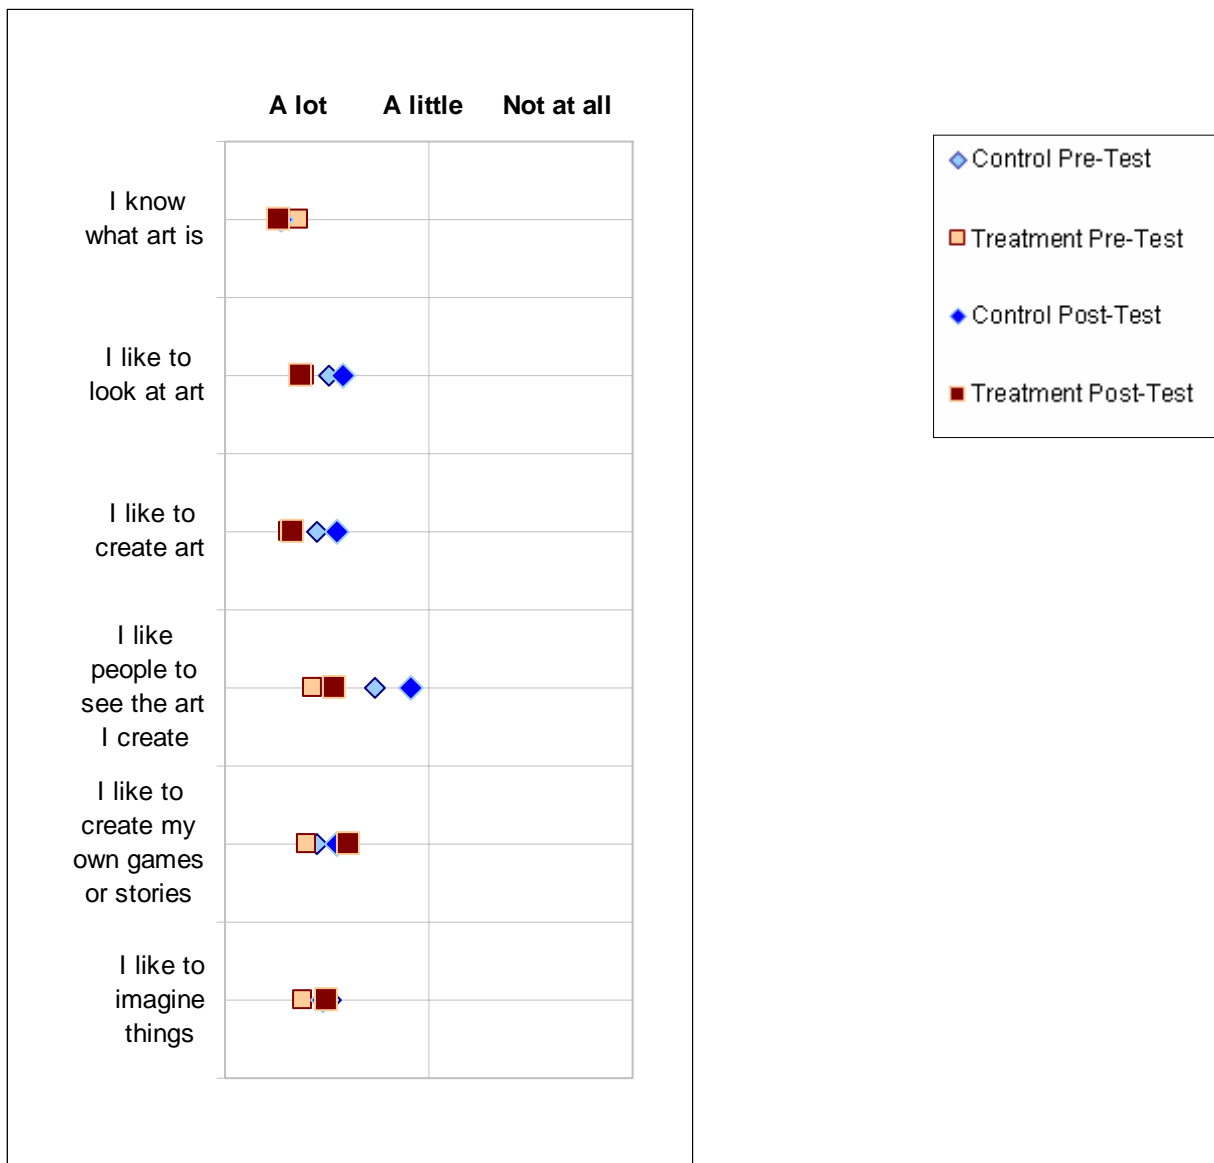 A lot A little Not at all
I know
what art is
I like to
look at art
I like to
create art
I like
people to
see the art
I create
I like to
create my
own games
or stories
I like to
imagine
things
Control Pre-Test
Treatment Pre-Test
Control Post-Test
Treatment Post-Test